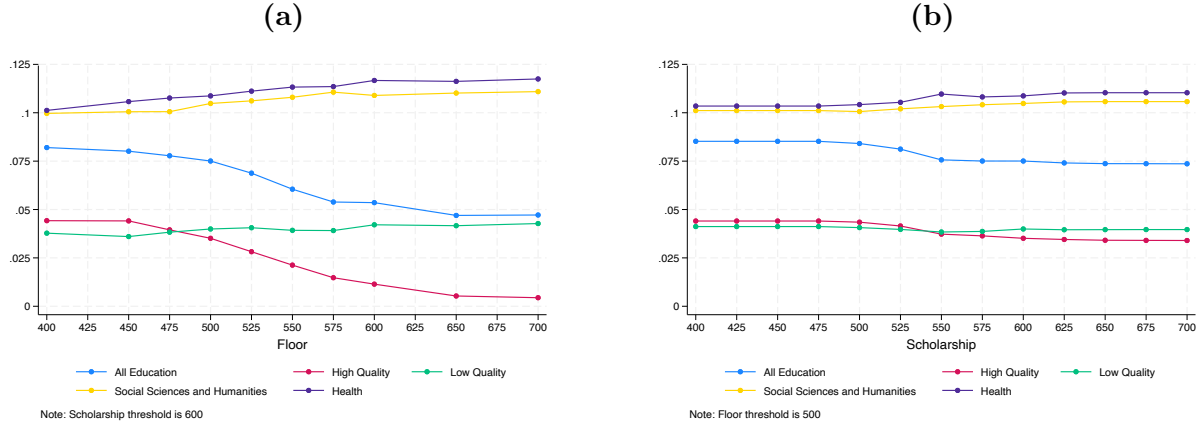 (a)
.125
.1
.075
.05
.025
0
400 425 450 475 500 525 550 575 600 625 650 675 700
Floor
All Education High Quality Low Quality
Social Sciences and Humanities Health
Note: Scholarship threshold is 600
(b)
.125
.1
.075
.05
.025
0
400 425 450 475 500 525 550 575 600 625 650 675 700
Scholarship
All Education High Quality Low Quality
Social Sciences and Humanities Health
Note: Floor threshold is 500